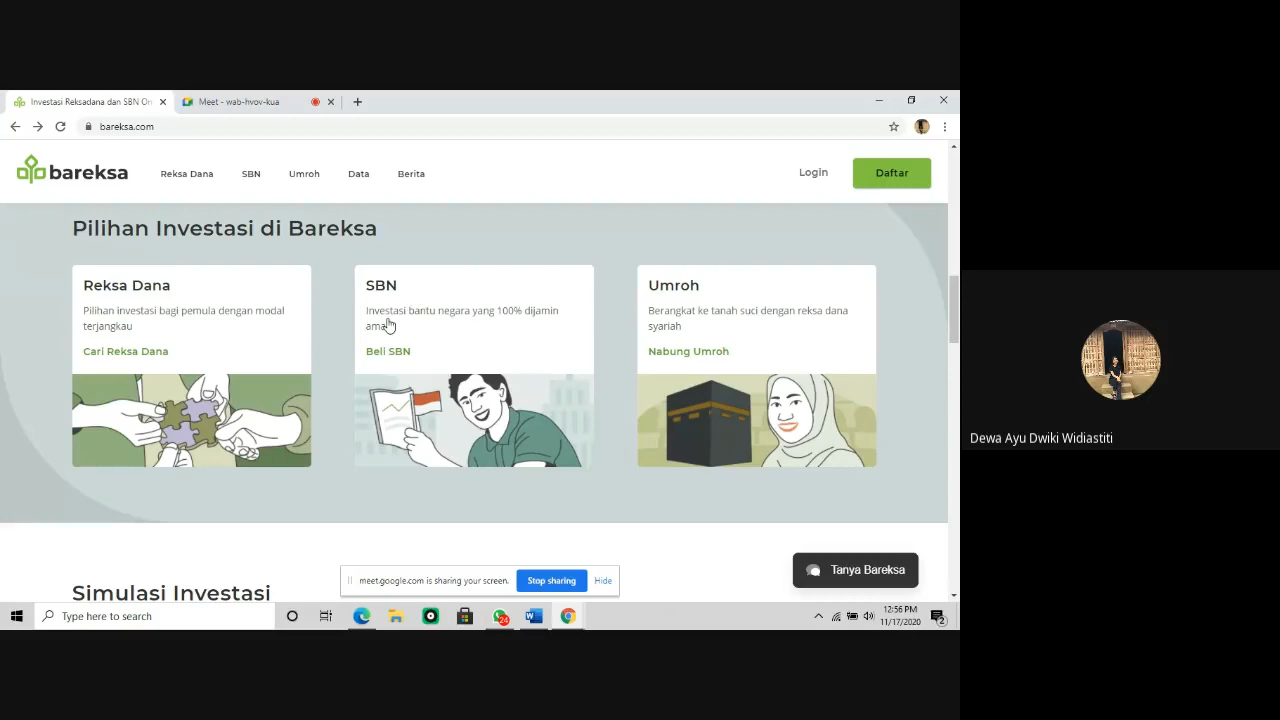 Investasi Reksadana dan SBN On
Meet - wab-hvov-kua
bareksa.com
bareksa
Reksa Dana
SBN
Umroh
Data
Berita
Login
Daftar
Pilihan Investasi di Bareksa
Reksa Dana
Pilihan investasi bagi pemula dengan modal
terjangkau
Cari Reksa Dana
SBN
Investasi bantu negara yang 100% dijamin
Beli SBN
Umroh
Berangkat ke tanah suci dengan reksa dana
syariah
Nabung Umroh
Dewa Ayu Dwiki Widiastiti
Simulasi Investasi
meet.google.com is sharing your screen.
Stop sharing
Hide
Tanya Bareksa
Type here to search
24
12:56 PM
11/17/2020
2